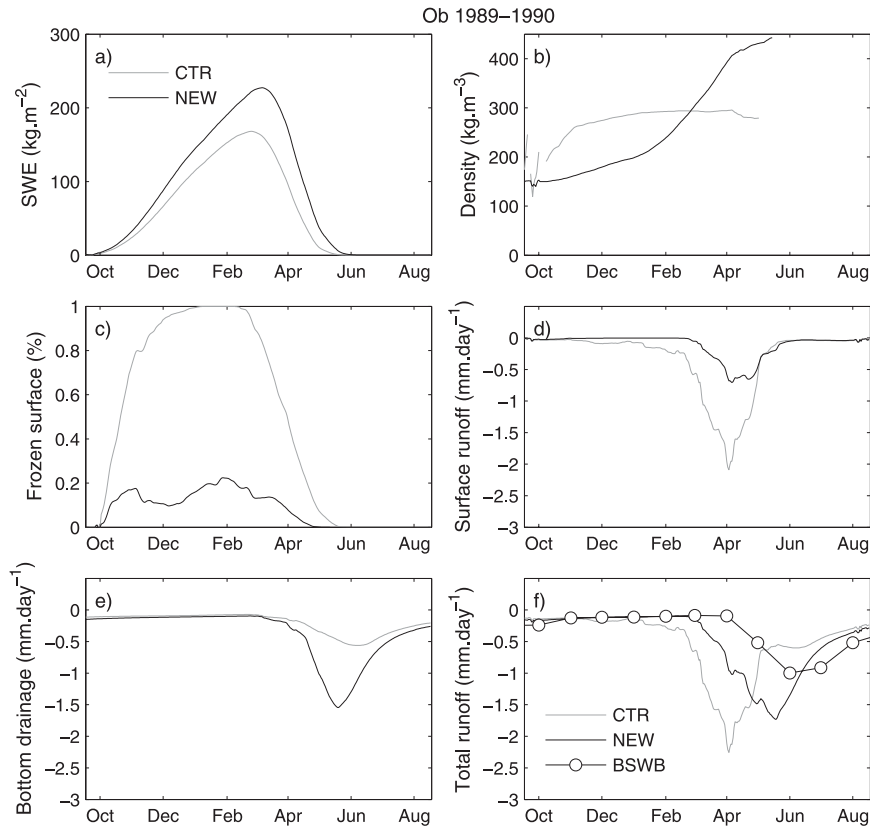 Ob 1989–1990
a)
CTR
NEW
SWE (kg.m⁻²)
300
200
100
0
Oct Dec Feb Apr Jun Aug
b)
Density (kg.m⁻³)
400
300
200
100
0
Oct Dec Feb Apr Jun Aug
c)
Frozen surface (%)
1
0.8
0.6
0.4
0.2
0
Oct Dec Feb Apr Jun Aug
d)
Surface runoff (mm.day⁻¹)
0
−0.5
−1
−1.5
−2
−2.5
−3
Oct Dec Feb Apr Jun Aug
e)
Bottom drainage (mm.day⁻¹)
0
−0.5
−1
−1.5
−2
−2.5
−3
Oct Dec Feb Apr Jun Aug
f)
Total runoff (mm.day⁻¹)
0
−0.5
−1
−1.5
−2
−2.5
−3
CTR
NEW
BSWB
Oct Dec Feb Apr Jun Aug